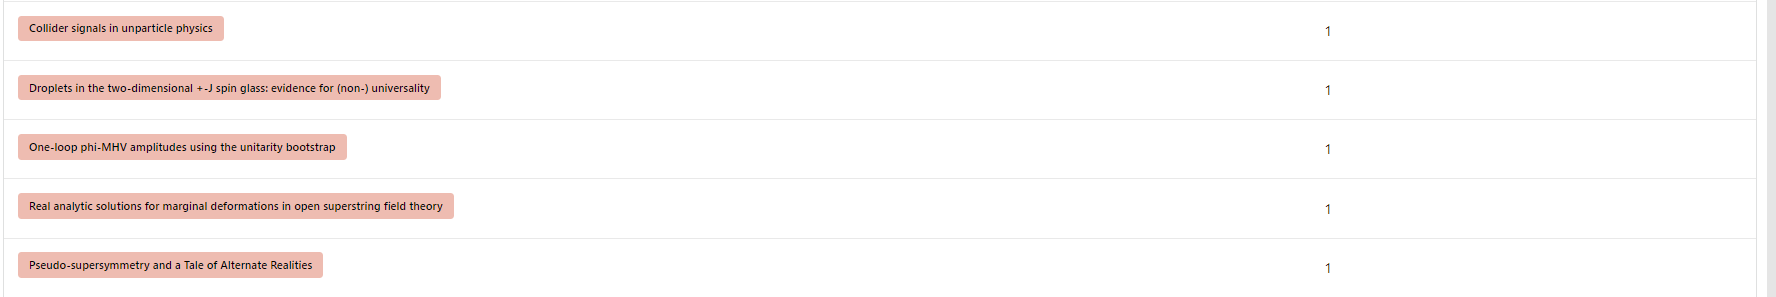 Collider signals in unparticle physics 1
Droplets in the two-dimensional +-J spin glass: evidence for (non-) universality 1
One-loop phi-MHV amplitudes using the unitarity bootstrap 1
Real analytic solutions for marginal deformations in open superstring field theory 1
Pseudo-supersymmetry and a Tale of Alternate Realities 1